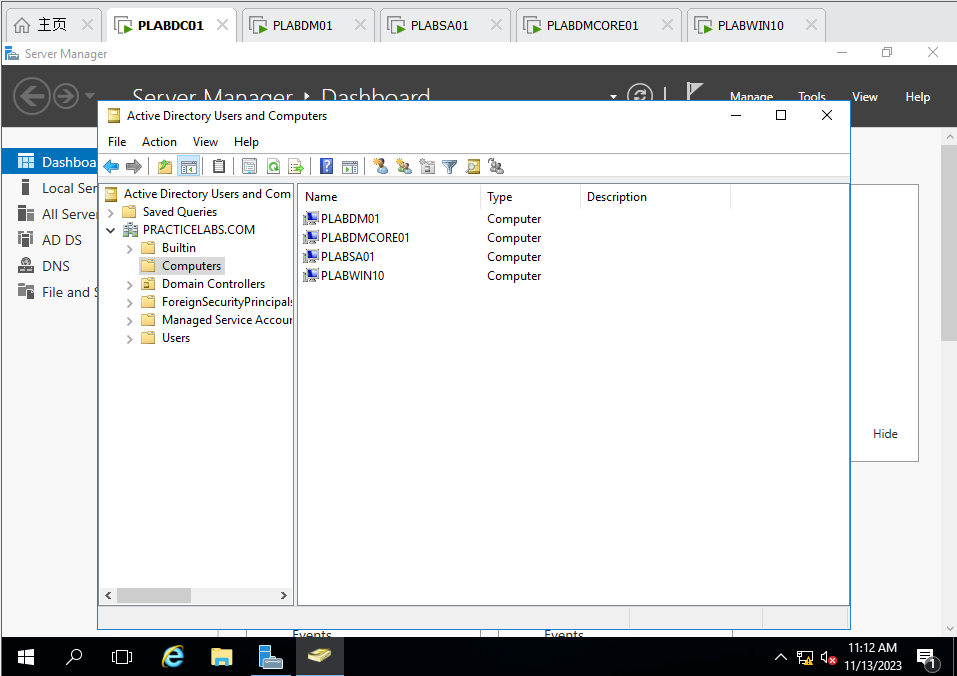 主页 PLABDC01 PLABDM01 PLABSA01 PLABDMCORE01 PLABWIN10
Server Manager
Server Manager Dashboard
Manage Tools View Help
Active Directory Users and Computers
File Action View Help
Dashboa
Local Ser
All Server
AD DS
DNS
File and S
Active Directory Users and Com
Saved Queries
PRACTICELABS.COM
Builtin
Computers
Domain Controllers
ForeignSecurityPrincipals
Managed Service Accour
Users
Name Type Description
PLABDM01 Computer
PLABDMCORE01 Computer
PLABSA01 Computer
PLABWIN10 Computer
Hide
Events Events
11:12 AM
11/13/2023
1